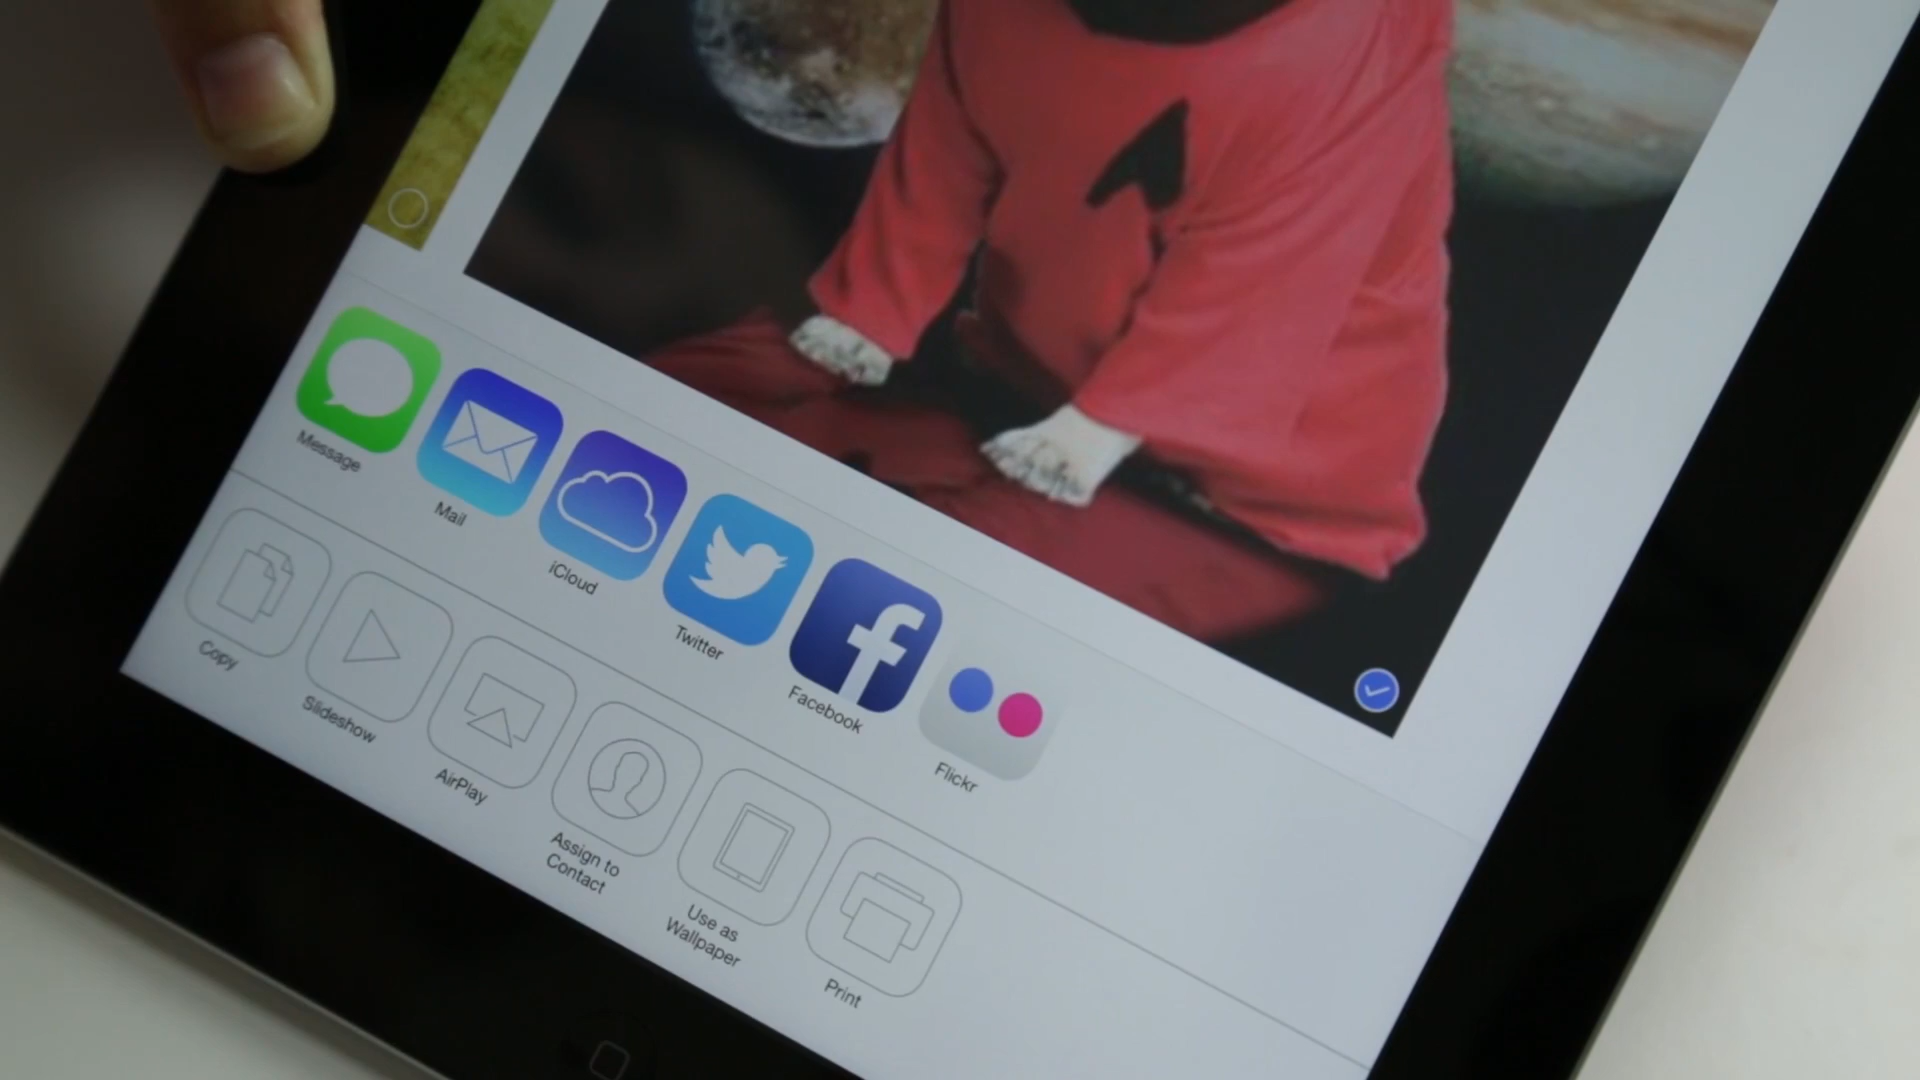 Message
Mail
iCloud
Twitter
Facebook
Flickr
Copy
Slideshow
AirPlay
Assign to
Contact
Use as
Wallpaper
Print